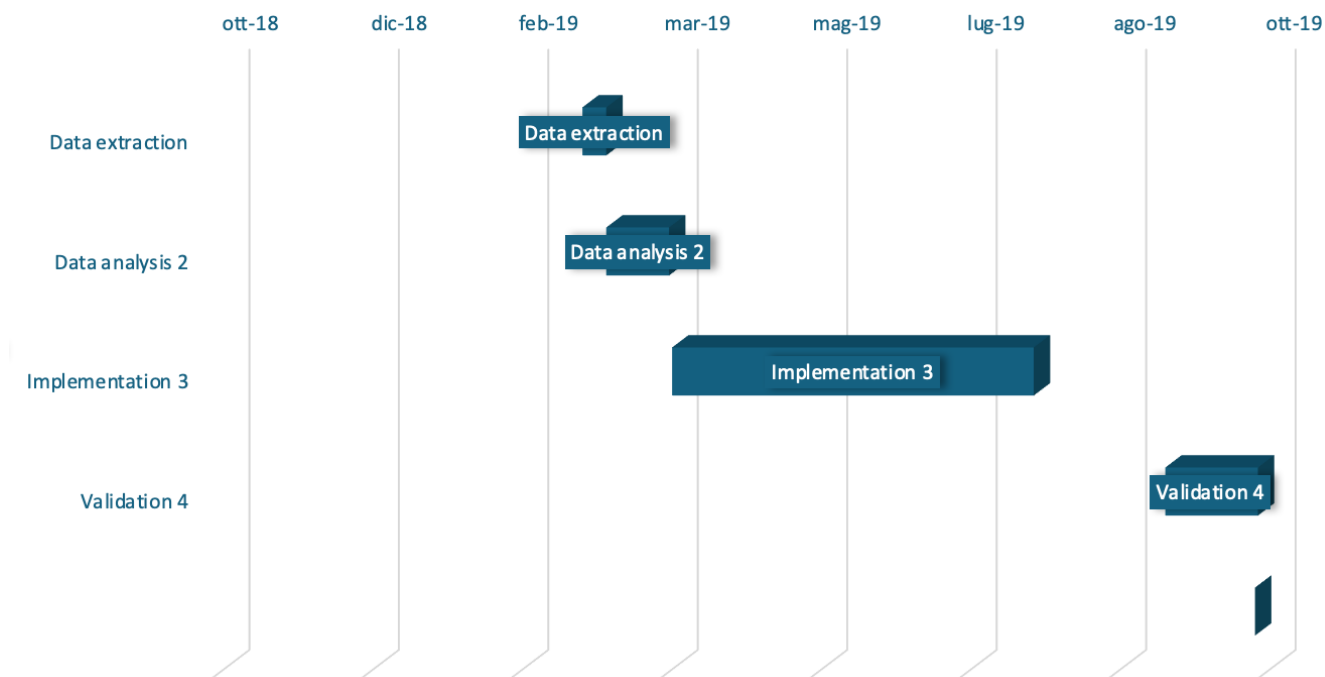 ott-18 dic-18 feb-19 mar-19 mag-19 lug-19 ago-19 ott-19
Data extraction
Data extraction
Data analysis 2
Data analysis 2
Implementation 3
Implementation 3
Validation 4
Validation 4